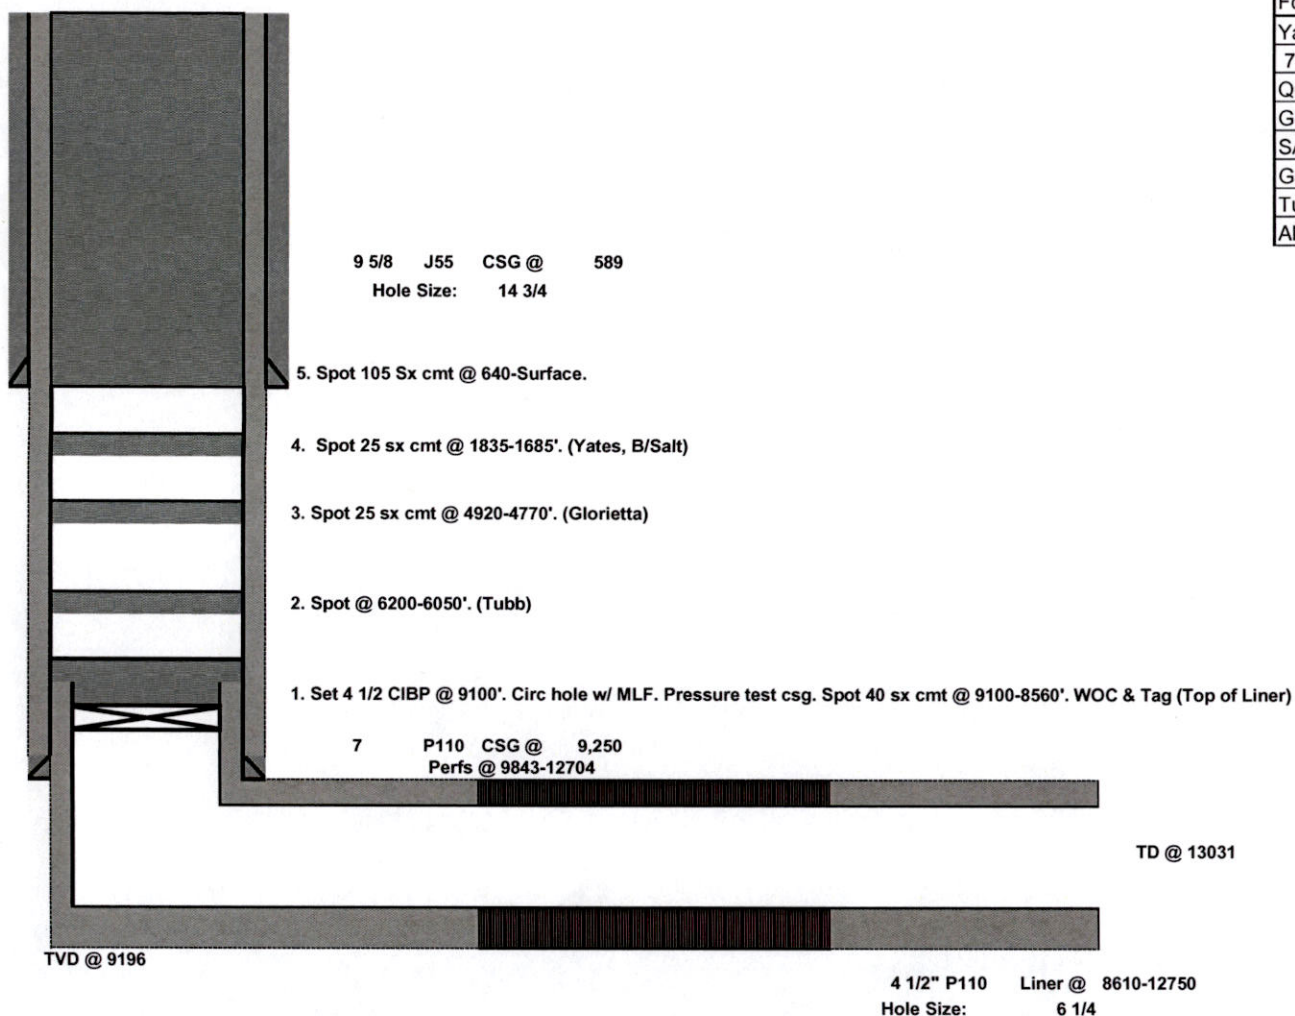 9 5/8 J55 CSG @ 589
Hole Size: 14 3/4
5. Spot 105 Sx cmt @ 640-Surface.
4. Spot 25 sx cmt @ 1835-1685'. (Yates, B/Salt)
3. Spot 25 sx cmt @ 4920-4770'. (Glorietta)
2. Spot @ 6200-6050'. (Tubb)
1. Set 4 1/2 CIBP @ 9100'. Circ hole w/ MLF. Pressure test csg. Spot 40 sx cmt @ 9100-8560'. WOC & Tag (Top of Liner)
7 P110 CSG @ 9,250
Perfs @ 9843-12704
TD @ 13031
TVD @ 9196
4 1/2" P110 Liner @ 8610-12750
Hole Size: 6 1/4